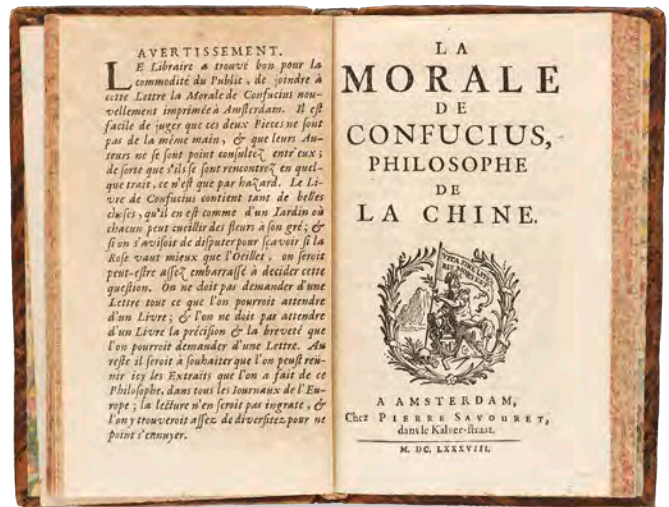 AVERTISSEMENT.
LE Libraire a trouvé bon pour la
commodité du Public, de joindre à
cette Lettre la Morale de Confucius nou-
vellement imprimée à Amsterdam. Il est
facile de juger que ces deux Pieces ne sont
pas de la même main, & que leurs Au-
teurs ne se sont point consultez entr'eux ;
de sorte que s'ils se sont rencontrez en quel-
que trait, ce n'est que par hazard. Le Li-
vre de Confucius contient tant de belles
choses, qu'il en est comme d'un Iardin où
chacun peut cueillir des fleurs à son gré ; &
si on s'avisoit de disputer pour sçavoir si la
Rose vaut mieux que l'Oeillet, on seroit
peut-estre assez embarrassé à decider cette
question. On ne doit pas demander d'une
Lettre tout ce que l'on pourroit attendre
d'un Livre ; & l'on ne doit pas attendre
d'un Livre la précision & la breveté que
l'on pourroit demander d'une Lettre. Au
reste il seroit à souhaiter que l'on peust reü-
nir icy les Extraits que l'on a fait de ce
Philosophe, dans tous les Iournaux de l'Eu-
rope ; la lecture n'en seroit pas ingrate, &
l'on y trouveroit assez de diversitez pour ne
point s'ennuyer.
LA
MORALE
DE
CONFUCIUS,
PHILOSOPHE
DE
LA CHINE.
VITA SINE LITERIS MORS EST
A AMSTERDAM,
Chez PIERRE SAVOURET,
dans le Kalver-straat.
M. DC. LXXXVIII.